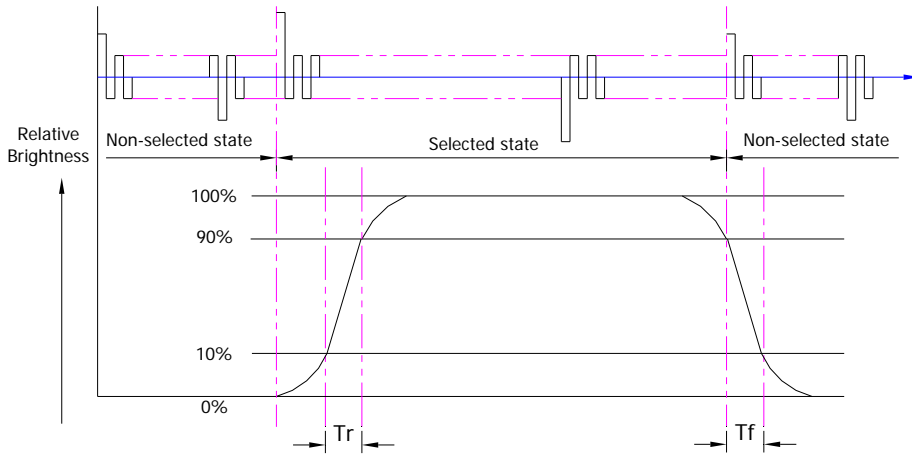 Relative
Brightness
Non-selected state
Selected state
Non-selected state
100%
90%
10%
0%
Tr
Tf